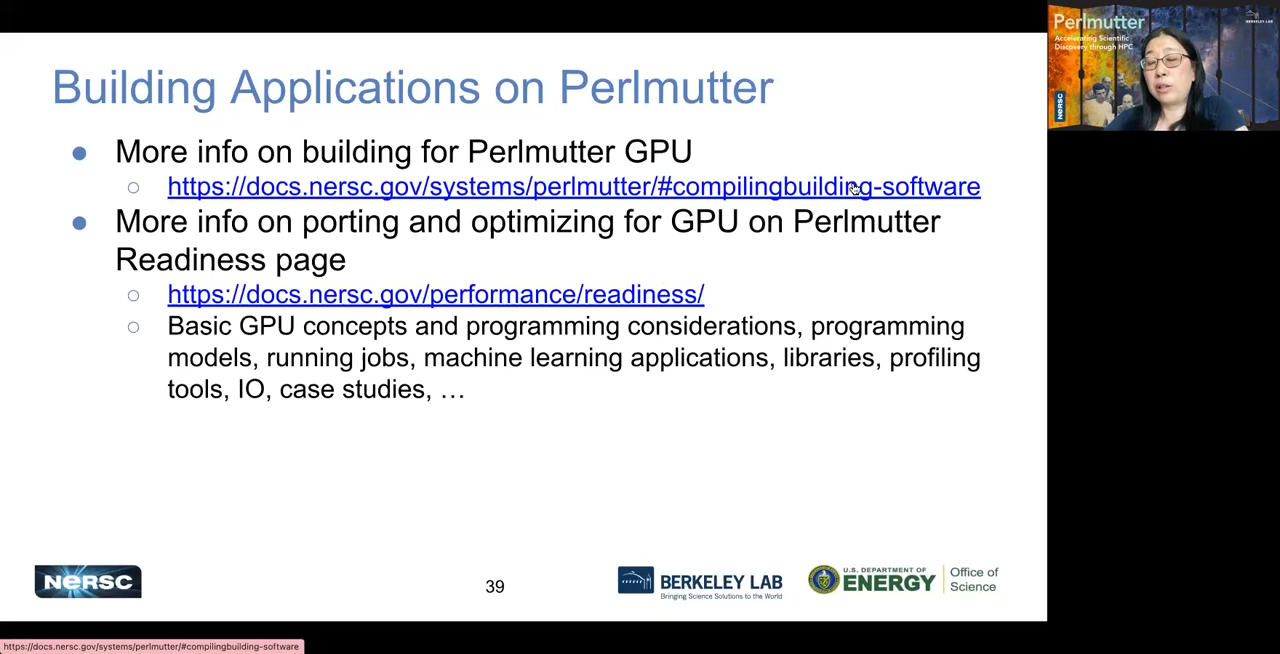 Building Applications on Perlmutter
● More info on building for Perlmutter GPU
○ https://docs.nersc.gov/systems/perlmutter/#compilingbuilding-software
● More info on porting and optimizing for GPU on Perlmutter
Readiness page
○ https://docs.nersc.gov/performance/readiness/
○ Basic GPU concepts and programming considerations, programming
models, running jobs, machine learning applications, libraries, profiling
tools, IO, case studies, …
NERSC
39
BERKELEY LAB
Bringing Science Solutions to the World
U.S. DEPARTMENT OF
ENERGY
Office of
Science
https://docs.nersc.gov/systems/perlmutter/#compilingbuilding-software
Perlmutter
Accelerating Scientific
Discovery through HPC
BERKELEY LAB
NERSC